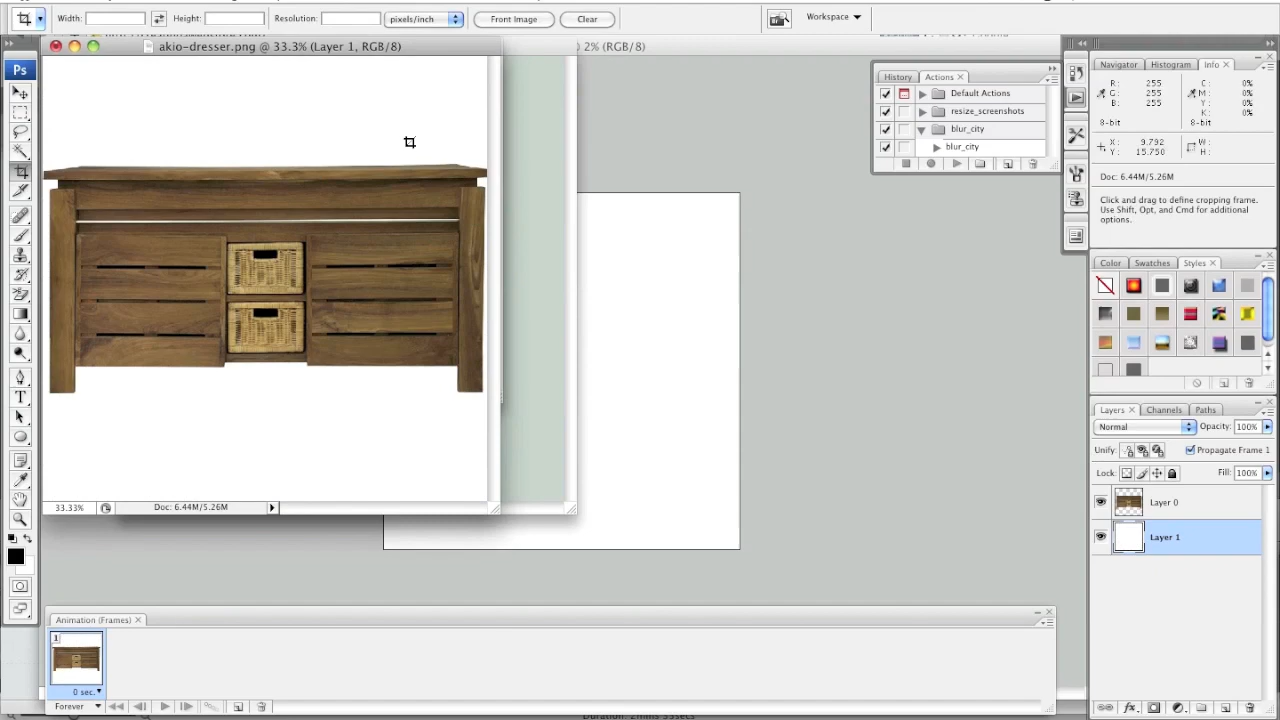 Width: Height: Resolution: pixels/inch Front Image Clear Workspace
akio-dresser.png @ 33.3% (Layer 1, RGB/8)
2% (RGB/8)
Ps
History Actions ×
Default Actions
resize_screenshots
blur_city
blur_city
Navigator Histogram Info ×
R: 255 C: 0%
G: 255 M: 0%
B: 255 Y: 0%
K: 0%
8-bit 8-bit
X: 9.792 W:
Y: 15.750 H:
Doc: 6.44M/5.26M
Click and drag to define cropping frame.
Use Shift, Opt, and Cmd for additional
options.
Color Swatches Styles ×
Layers × Channels Paths
Normal Opacity: 100%
Unify: Propagate Frame 1
Lock: Fill: 100%
Layer 0
Layer 1
T
33.33% Doc: 6.44M/5.26M
Animation (Frames) ×
1
0 sec.
Forever
Duration: 2mins 53secs